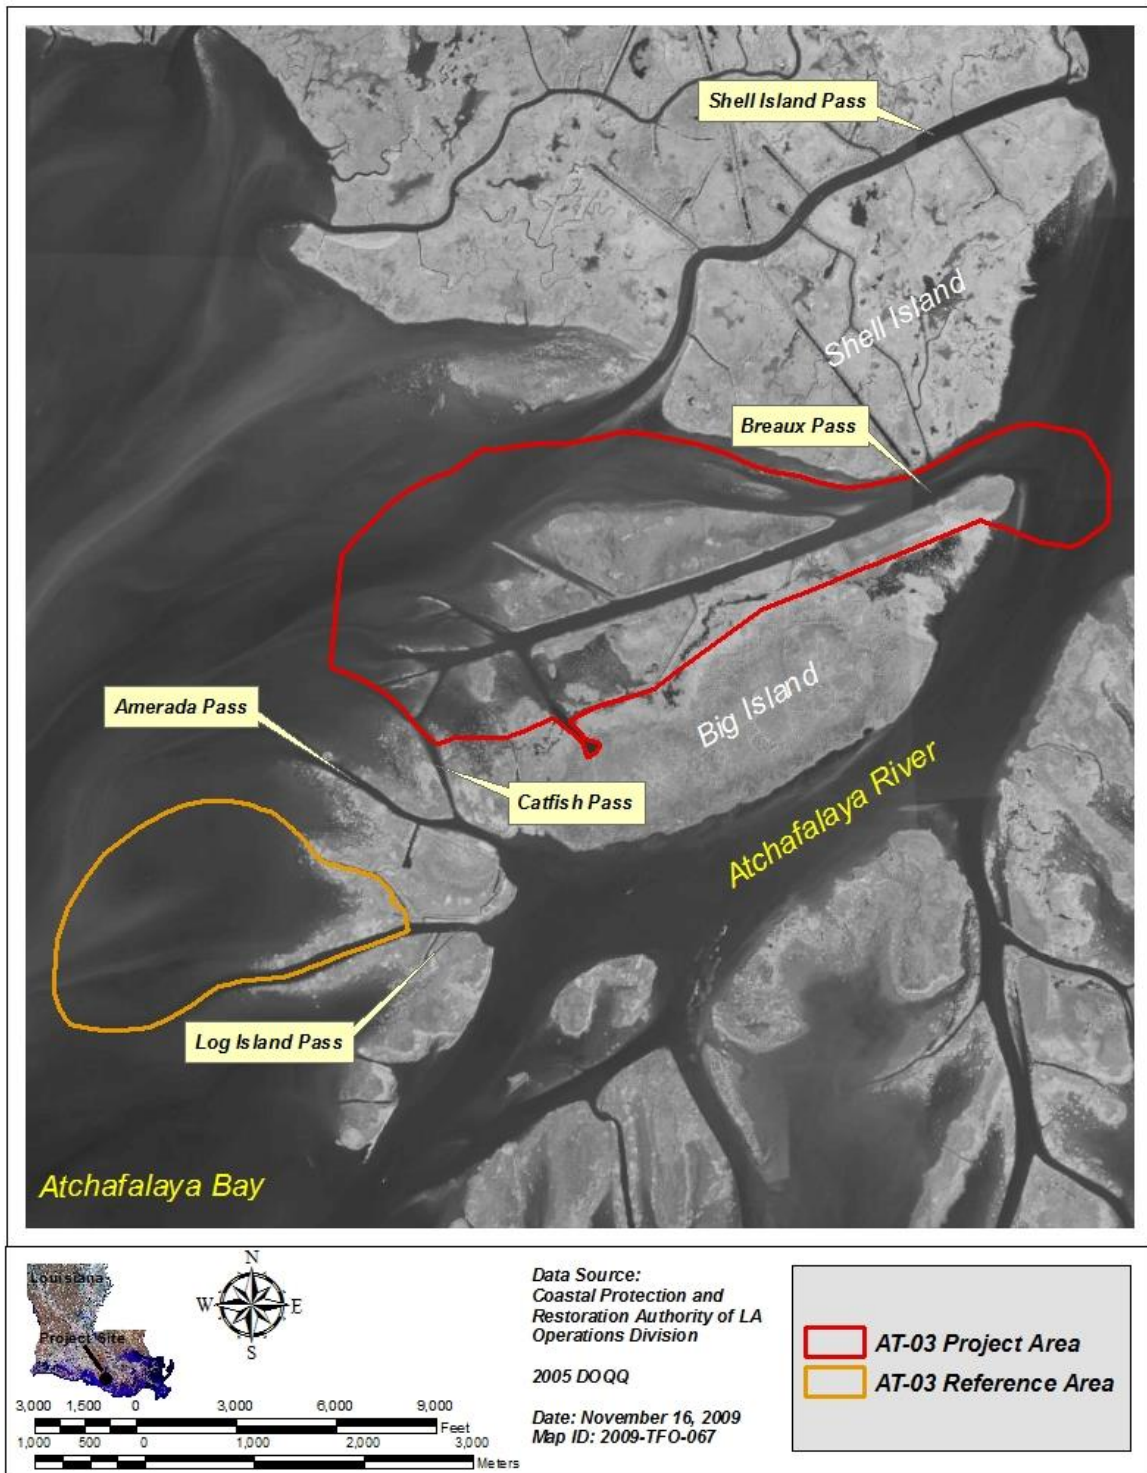 Shell Island Pass
Shell Island
Breaux Pass
Amerada Pass
Big Island
Catfish Pass
Atchafalaya River
Log Island Pass
Atchafalaya Bay
Louisiana
Project Site
N
W E
S
3,000 1,500 0 3,000 6,000 9,000
Feet
1,000 500 0 1,000 2,000 3,000
Meters
Data Source:
Coastal Protection and
Restoration Authority of LA
Operations Division
2005 DOQQ
Date: November 16, 2009
Map ID: 2009-TFO-067
AT-03 Project Area
AT-03 Reference Area